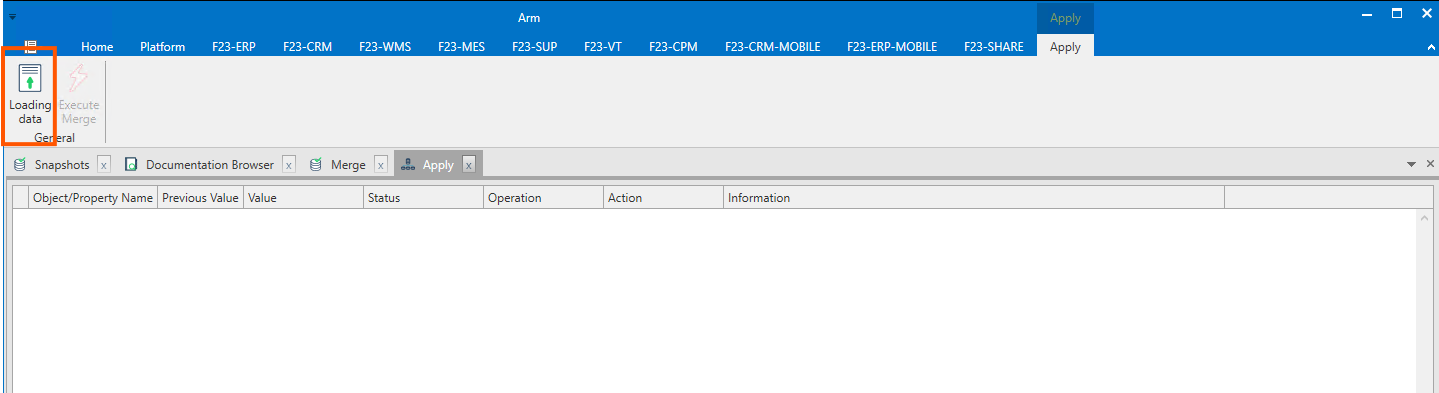 Arm Apply
Home Platform F23-ERP F23-CRM F23-WMS F23-MES F23-SUP F23-VT F23-CPM F23-CRM-MOBILE F23-ERP-MOBILE F23-SHARE Apply
Loading Execute
data Merge
General
Snapshots x Documentation Browser x Merge x Apply x
Object/Property Name Previous Value Value Status Operation Action Information